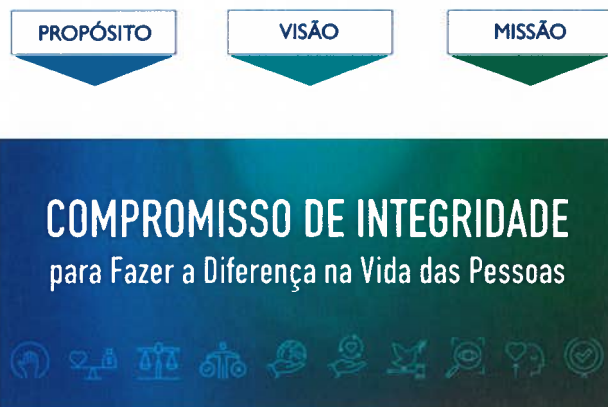 PROPÓSITO
VISÃO
MISSÃO
COMPROMISSO DE INTEGRIDADE
para Fazer a Diferença na Vida das Pessoas